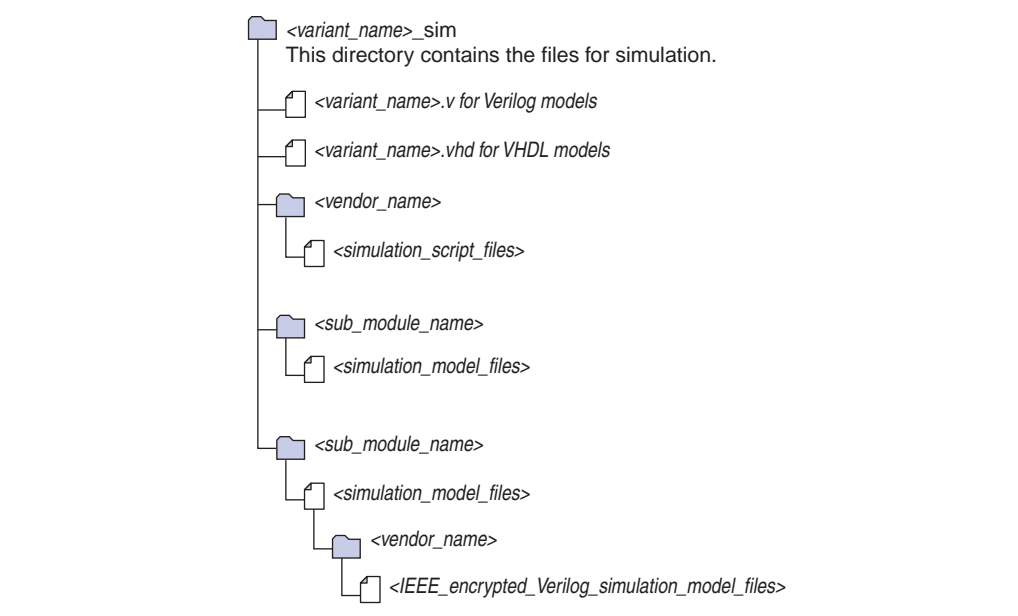 <variant_name>_sim
This directory contains the files for simulation.
<variant_name>.v for Verilog models
<variant_name>.vhd for VHDL models
<vendor_name>
<simulation_script_files>
<sub_module_name>
<simulation_model_files>
<sub_module_name>
<simulation_model_files>
<vendor_name>
<IEEE_encrypted_Verilog_simulation_model_files>